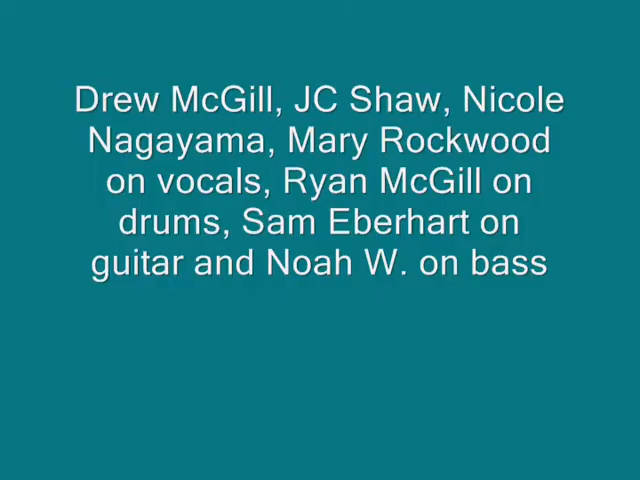 Drew McGill, JC Shaw, Nicole
Nagayama, Mary Rockwood
on vocals, Ryan McGill on
drums, Sam Eberhart on
guitar and Noah W. on bass